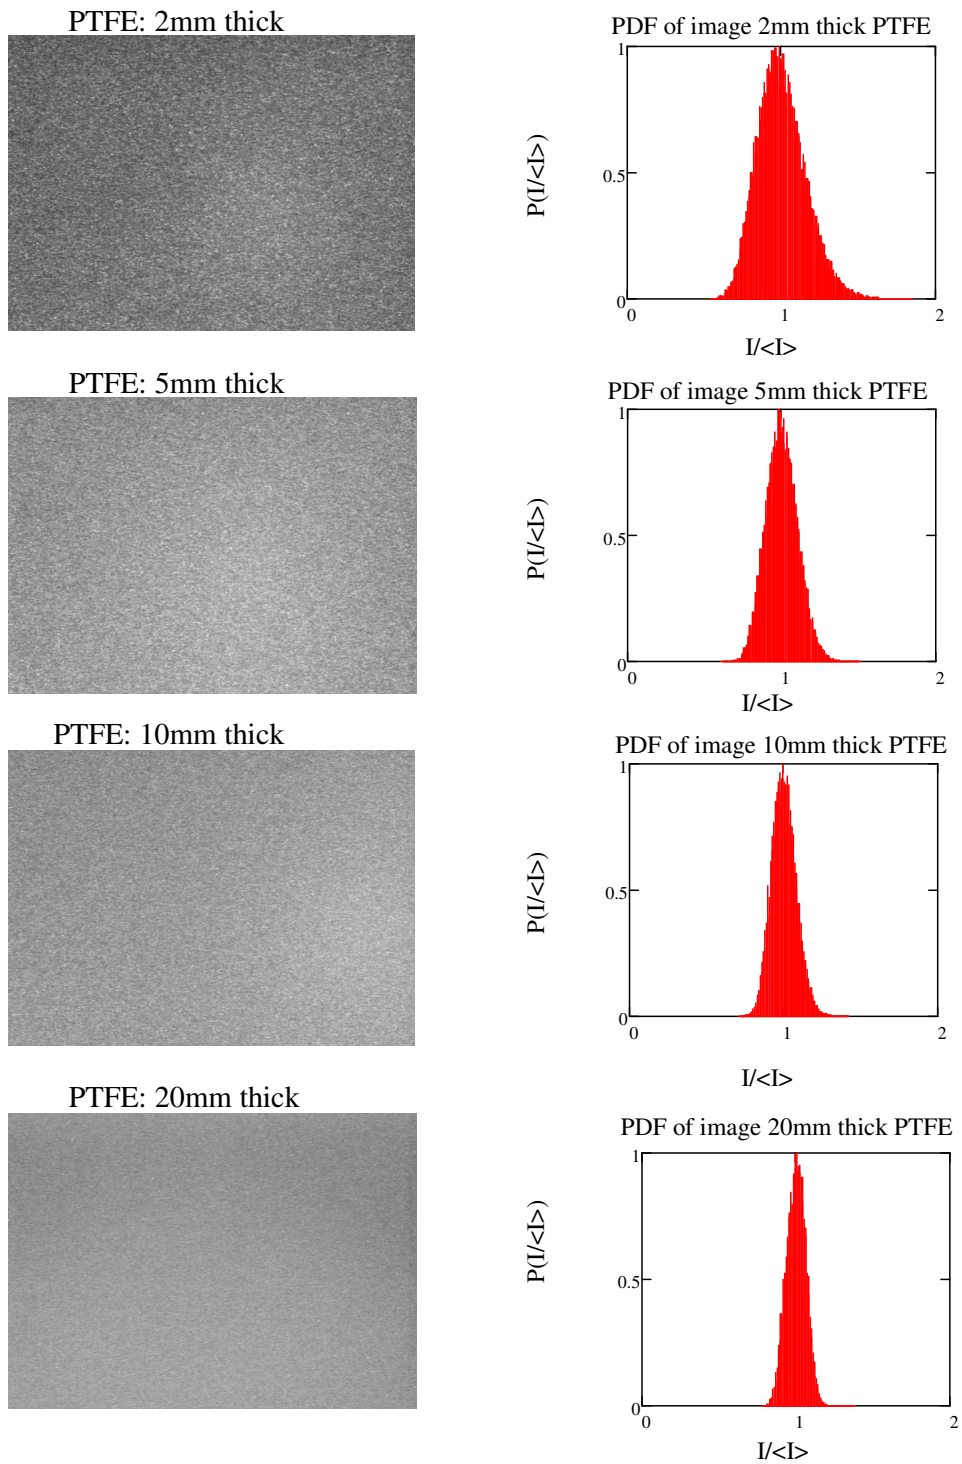 PTFE: 2mm thick
PDF of image 2mm thick PTFE
1
0.5
0
P(I/<I>)
0
1
2
I/<I>
PTFE: 5mm thick
PDF of image 5mm thick PTFE
1
0.5
0
P(I/<I>)
0
1
2
I/<I>
PTFE: 10mm thick
PDF of image 10mm thick PTFE
1
0.5
0
P(I/<I>)
0
1
2
I/<I>
PTFE: 20mm thick
PDF of image 20mm thick PTFE
1
0.5
0
P(I/<I>)
0
1
2
I/<I>